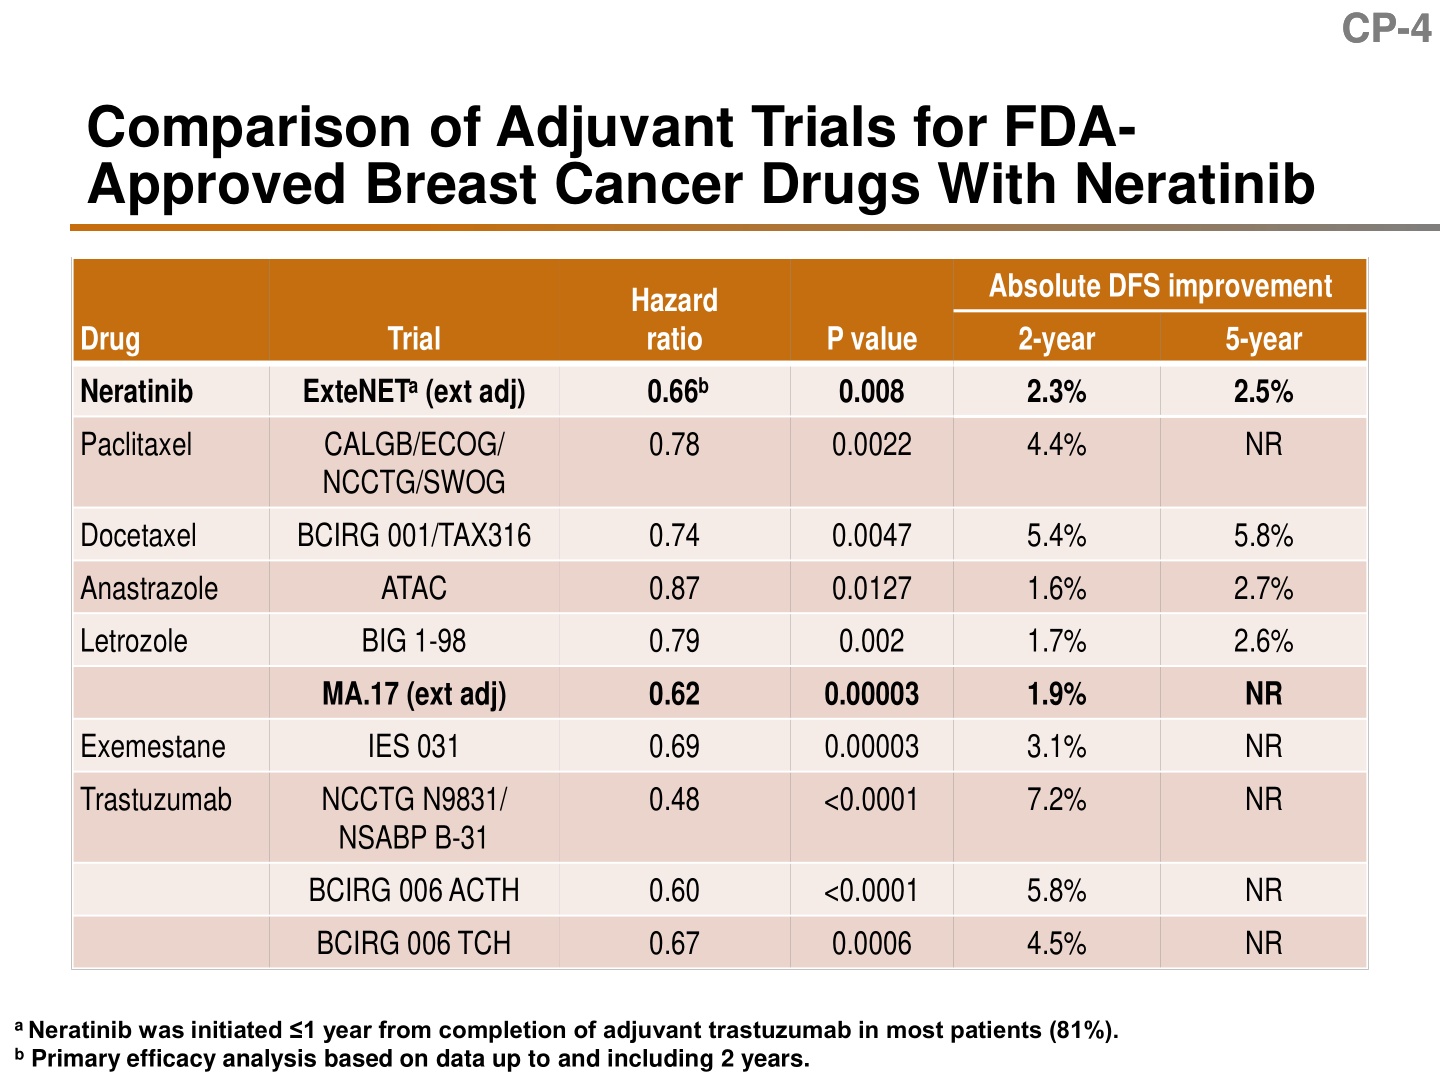 CP-4
Comparison of Adjuvant Trials for FDA-
Approved Breast Cancer Drugs With Neratinib
Drug Trial Hazard ratio P value Absolute DFS improvement 2-year 5-year
Neratinib ExteNETᵃ (ext adj) 0.66ᵇ 0.008 2.3% 2.5%
Paclitaxel CALGB/ECOG/ 0.78 0.0022 4.4% NR
NCCTG/SWOG
Docetaxel BCIRG 001/TAX316 0.74 0.0047 5.4% 5.8%
Anastrazole ATAC 0.87 0.0127 1.6% 2.7%
Letrozole BIG 1-98 0.79 0.002 1.7% 2.6%
MA.17 (ext adj) 0.62 0.00003 1.9% NR
Exemestane IES 031 0.69 0.00003 3.1% NR
Trastuzumab NCCTG N9831/ 0.48 <0.0001 7.2% NR
NSABP B-31
BCIRG 006 ACTH 0.60 <0.0001 5.8% NR
BCIRG 006 TCH 0.67 0.0006 4.5% NR
ᵃ Neratinib was initiated ≤1 year from completion of adjuvant trastuzumab in most patients (81%).
ᵇ Primary efficacy analysis based on data up to and including 2 years.